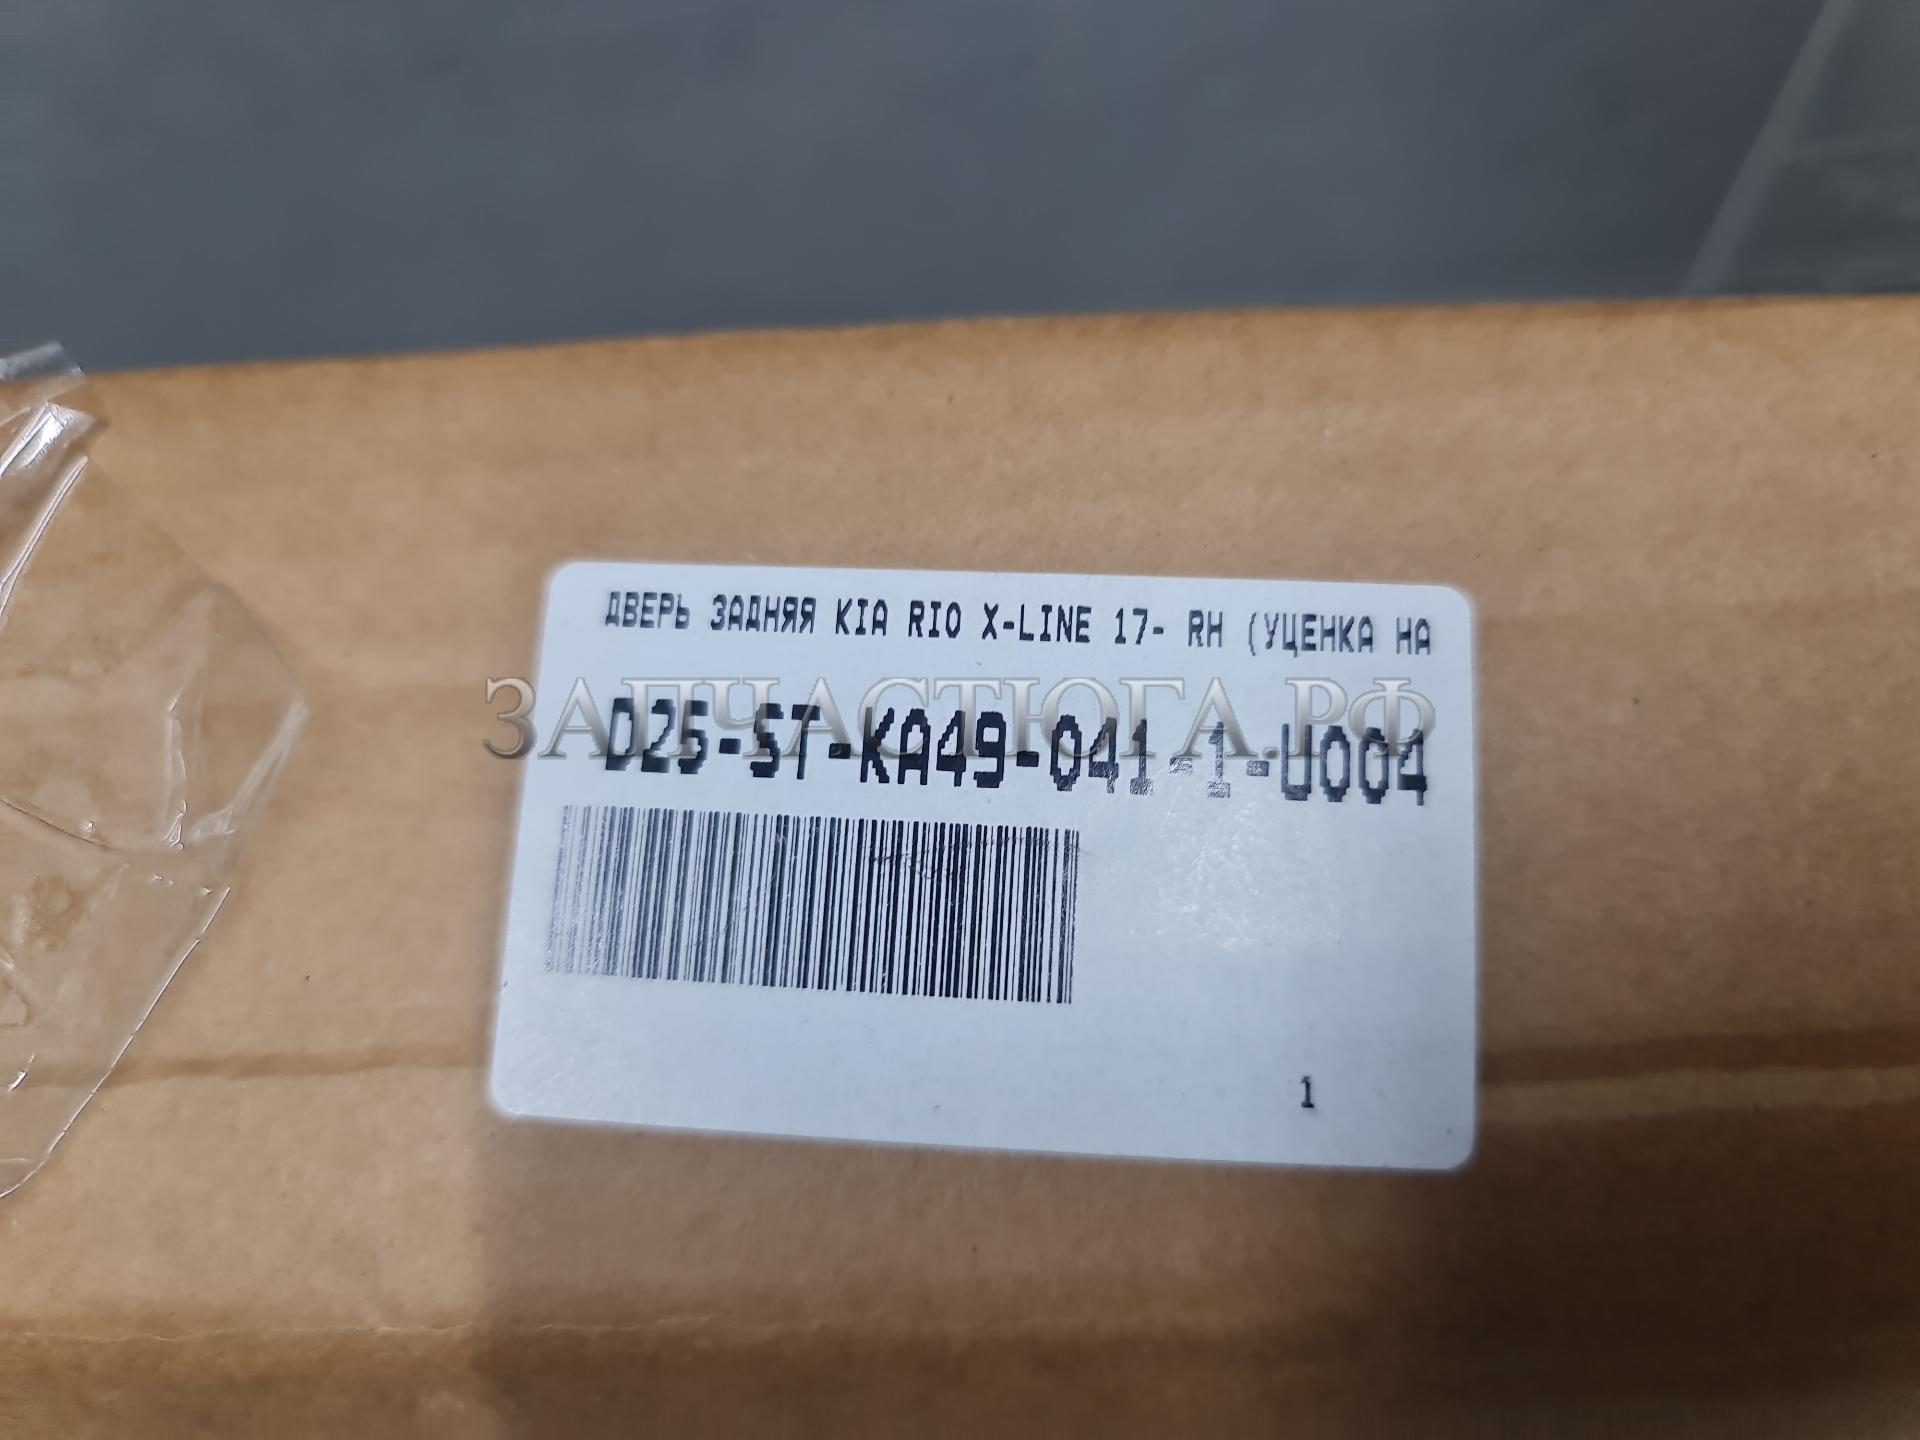 ДВЕРЬ ЗАДНЯЯ KIA RIO X-LINE 17- RH (УЦЕНКА НА
ЗАПЧАСТЮГА.РФ
D25-ST-KA49-041-1-U004
1